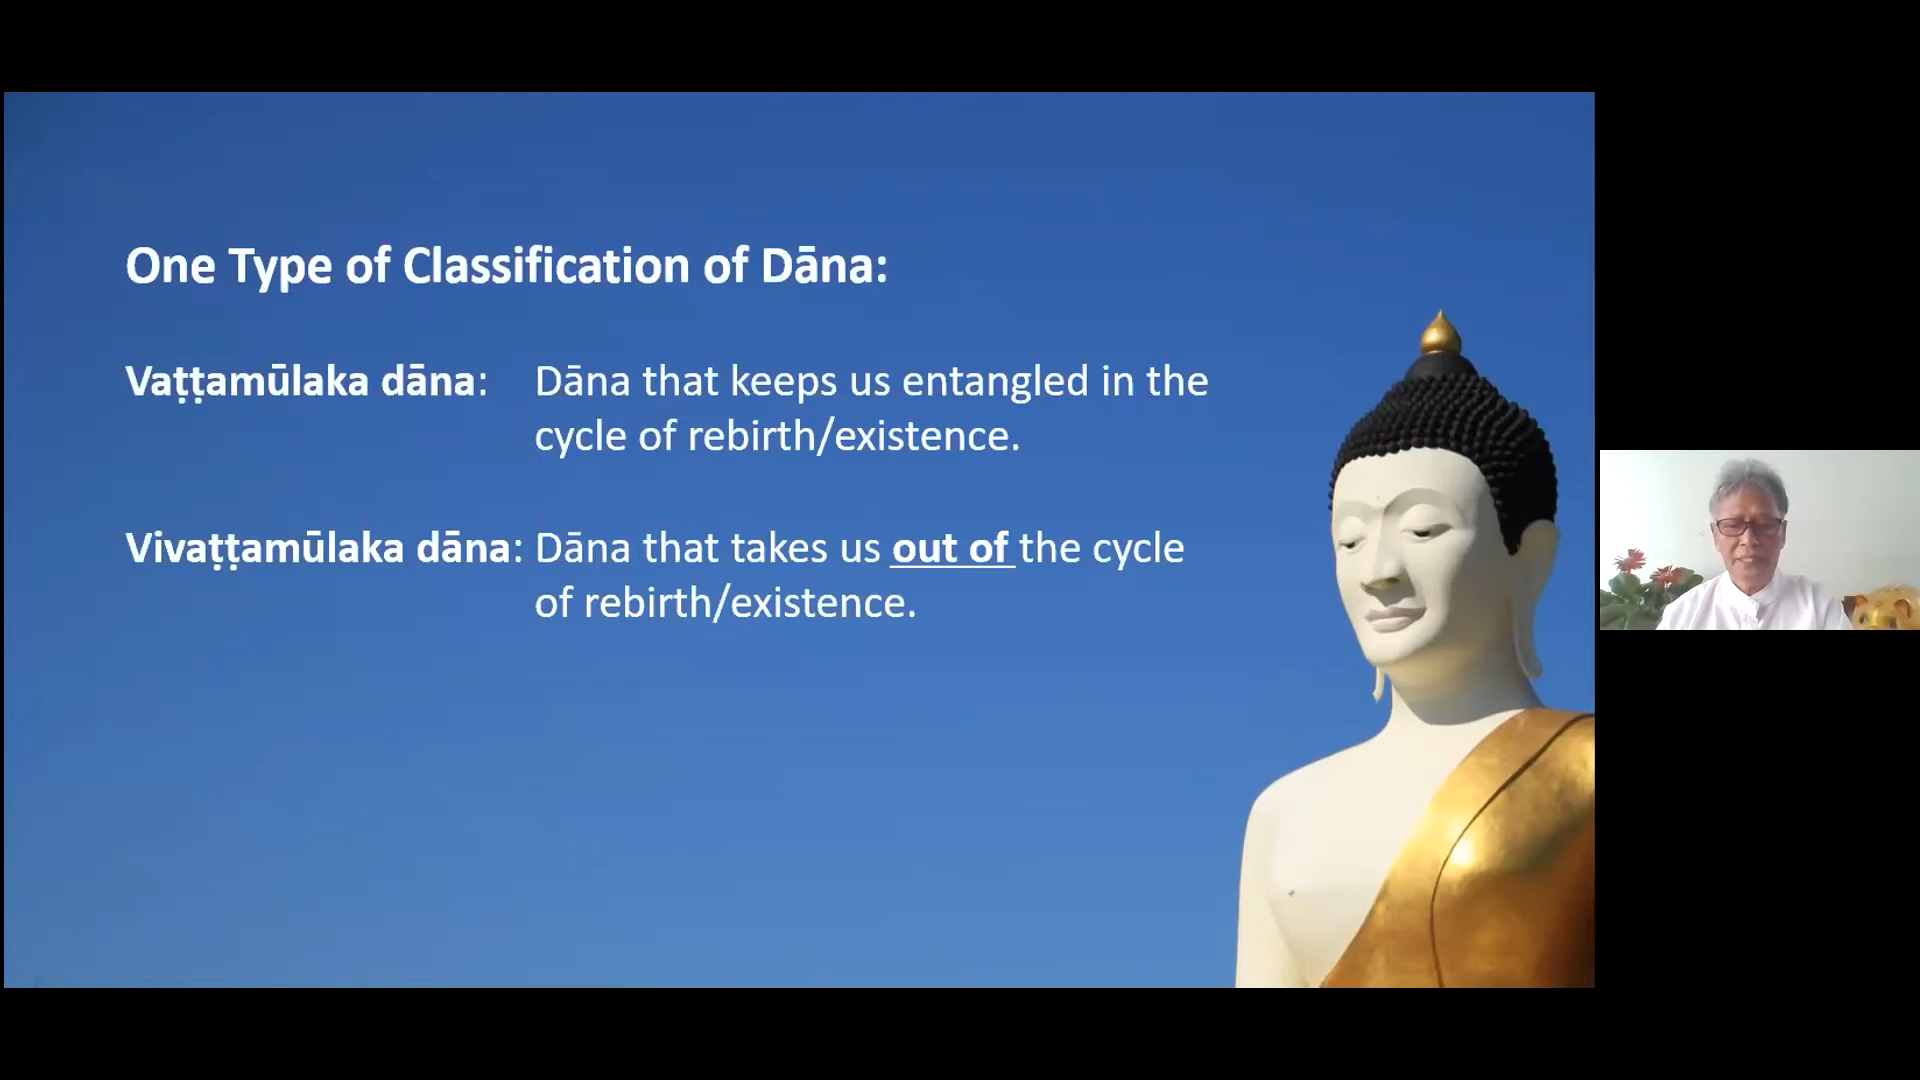 One Type of Classification of Dāna:
Vaṭṭamūlaka dāna: Dāna that keeps us entangled in the
cycle of rebirth/existence.
Vivaṭṭamūlaka dāna: Dāna that takes us out of the cycle
of rebirth/existence.